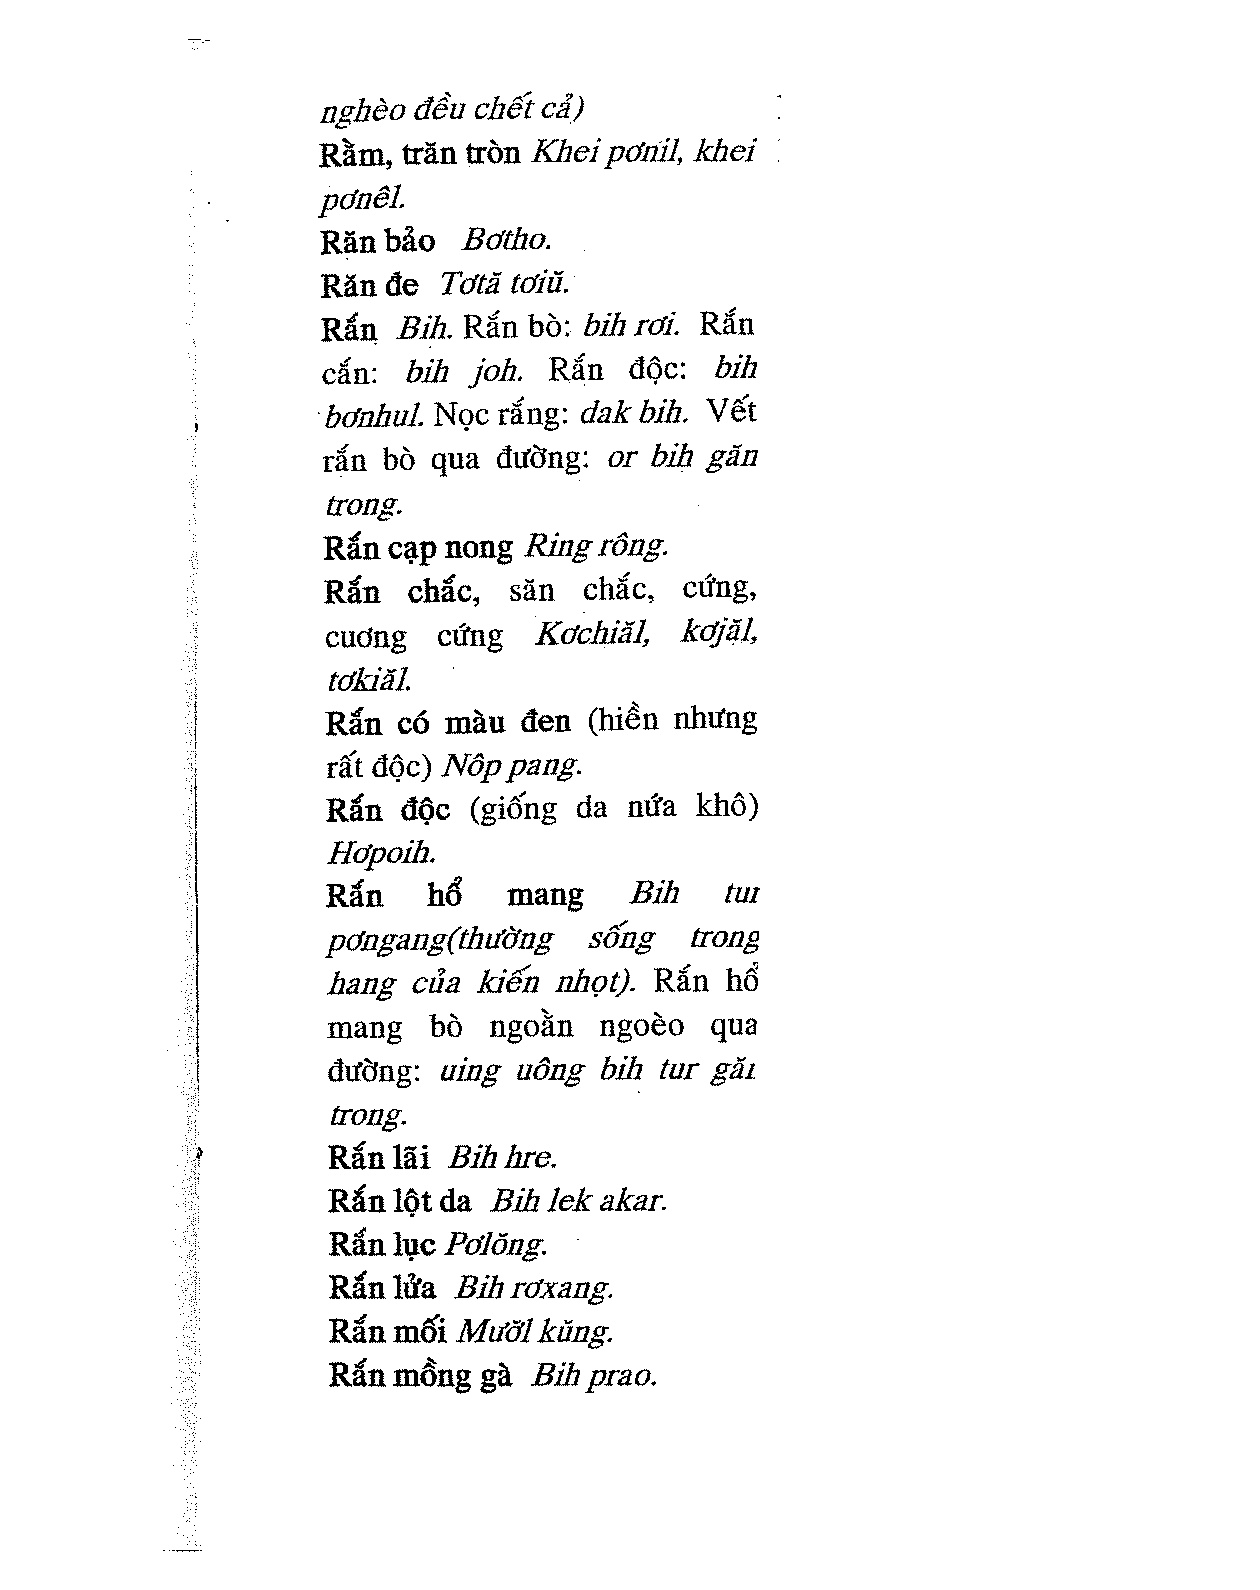 nghèo đều chết cả)
Rằm, trăn tròn Khei pơnil, khei
pơnêl.
Răn bảo Bơtho.
Răn đe Tơtă tơiŭ.
Rắn Bih. Rắn bò: bih rơi. Rắn
cắn: bih joh. Rắn độc: bih
bơnhul. Nọc rắng: dak bih. Vết
rắn bò qua đường: or bih găn
trong.
Rắn cạp nong Ring rông.
Rắn chắc, săn chắc, cứng,
cuơng cứng Kơchiăl, kơjăl,
tơkiăl.
Rắn có màu đen (hiền nhưng
rất độc) Nôp pang.
Rắn độc (giống da nứa khô)
Hơpoih.
Rắn hổ mang Bih tur
pơngang(thường sống trong
hang của kiến nhọt). Rắn hổ
mang bò ngoằn ngoèo qua
đường: uing uông bih tur găn
trong.
Rắn lãi Bih hre.
Rắn lột da Bih lek akar.
Rắn lục Pơlŏng.
Rắn lửa Bih rơxang.
Rắn mối Mươ̆l kŭng.
Rắn mồng gà Bih prao.